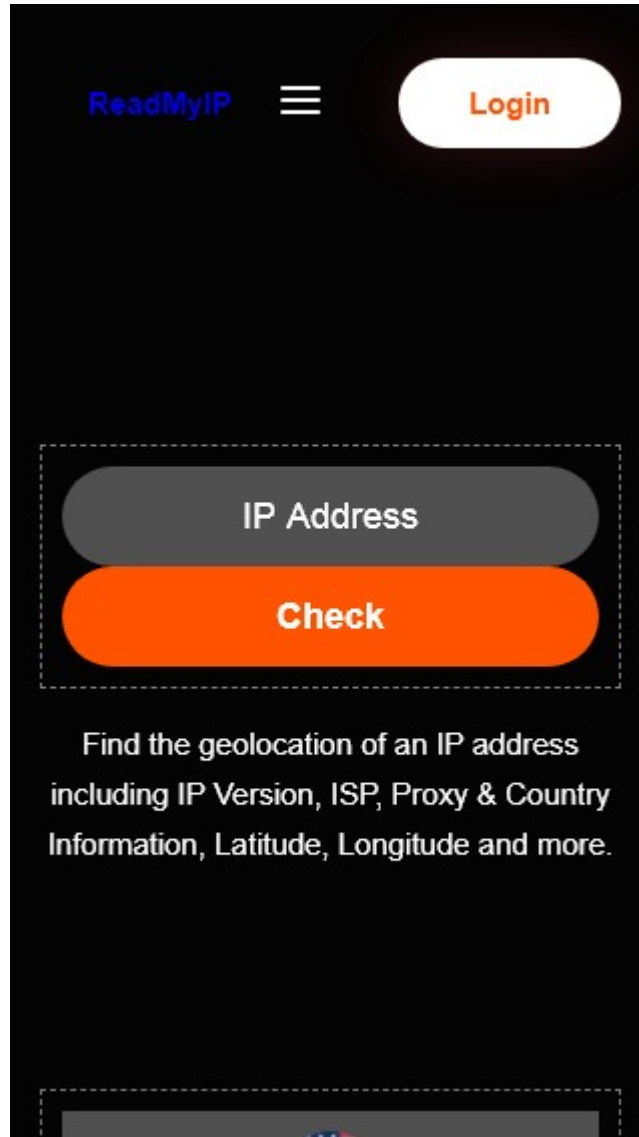 ReadMyIP
Login
IP Address
Check
Find the geolocation of an IP address
including IP Version, ISP, Proxy & Country
Information, Latitude, Longitude and more.